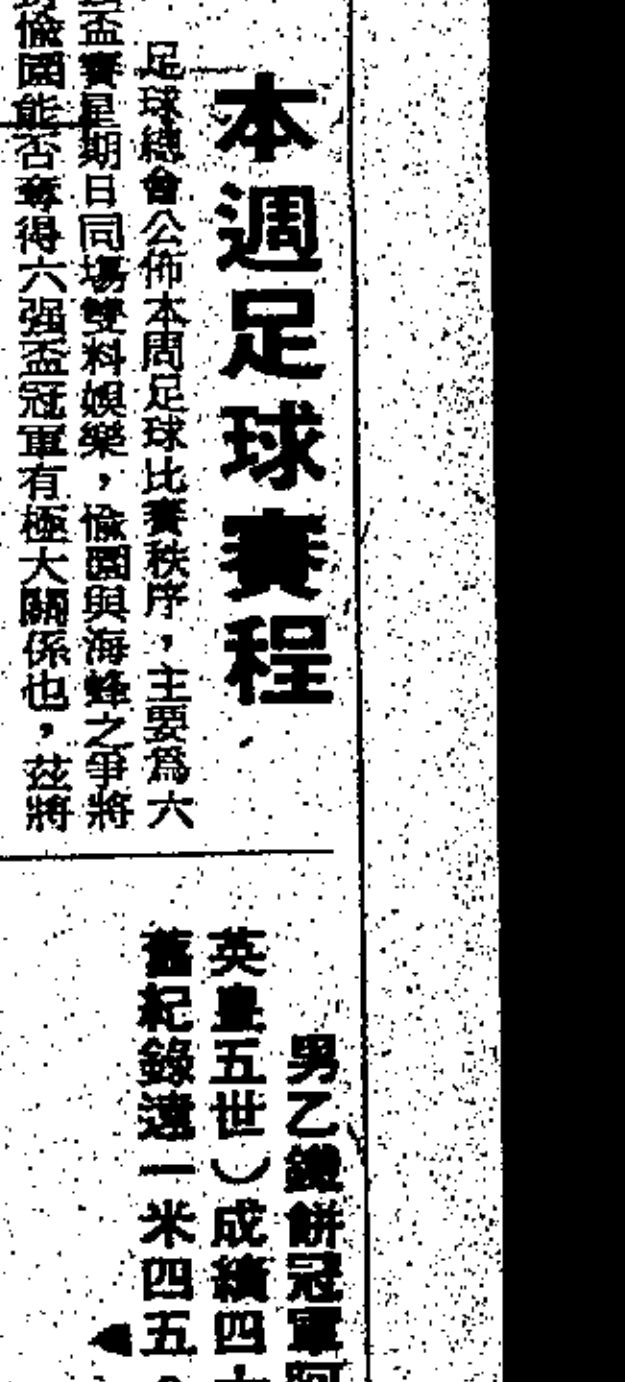 本週足球賽程
足球總會公佈本周足球比賽秩序，主要爲六
盃賽星期日同場雙料娛樂，愉園與海蜂之爭將
愉園能否奪得六强盃冠軍有極大關係也，茲將
男乙鐵餅冠軍阿
英皇五世）成績四十
舊紀錄遠一米四五。